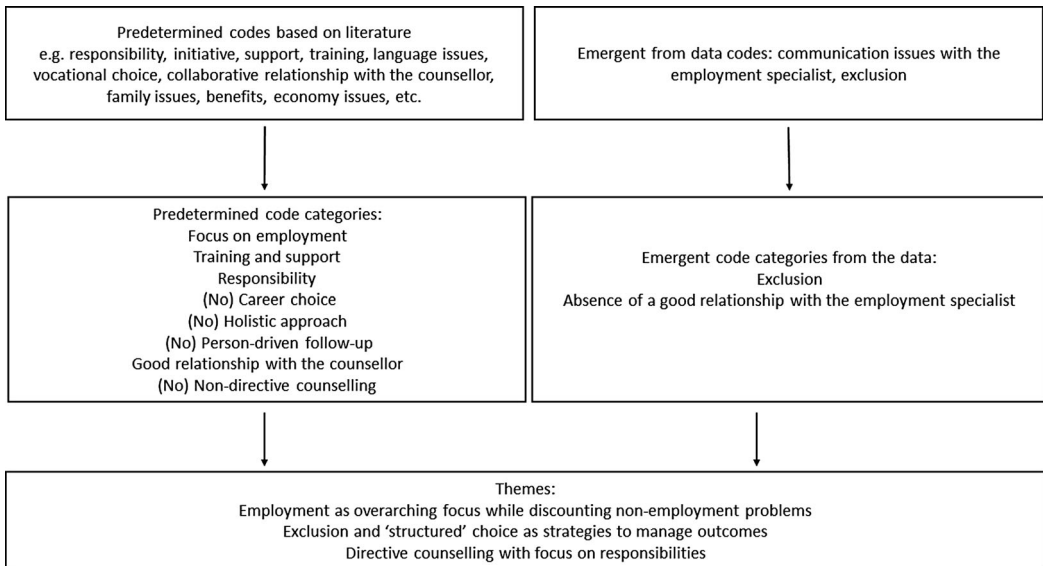 Predetermined codes based on literature
e.g. responsibility, initiative, support, training, language issues,
vocational choice, collaborative relationship with the counsellor,
family issues, benefits, economy issues, etc.
Emergent from data codes: communication issues with the
employment specialist, exclusion
Predetermined code categories:
Focus on employment
Training and support
Responsibility
(No) Career choice
(No) Holistic approach
(No) Person-driven follow-up
Good relationship with the counsellor
(No) Non-directive counselling
Emergent code categories from the data:
Exclusion
Absence of a good relationship with the employment specialist
Themes:
Employment as overarching focus while discounting non-employment problems
Exclusion and ‘structured’ choice as strategies to manage outcomes
Directive counselling with focus on responsibilities